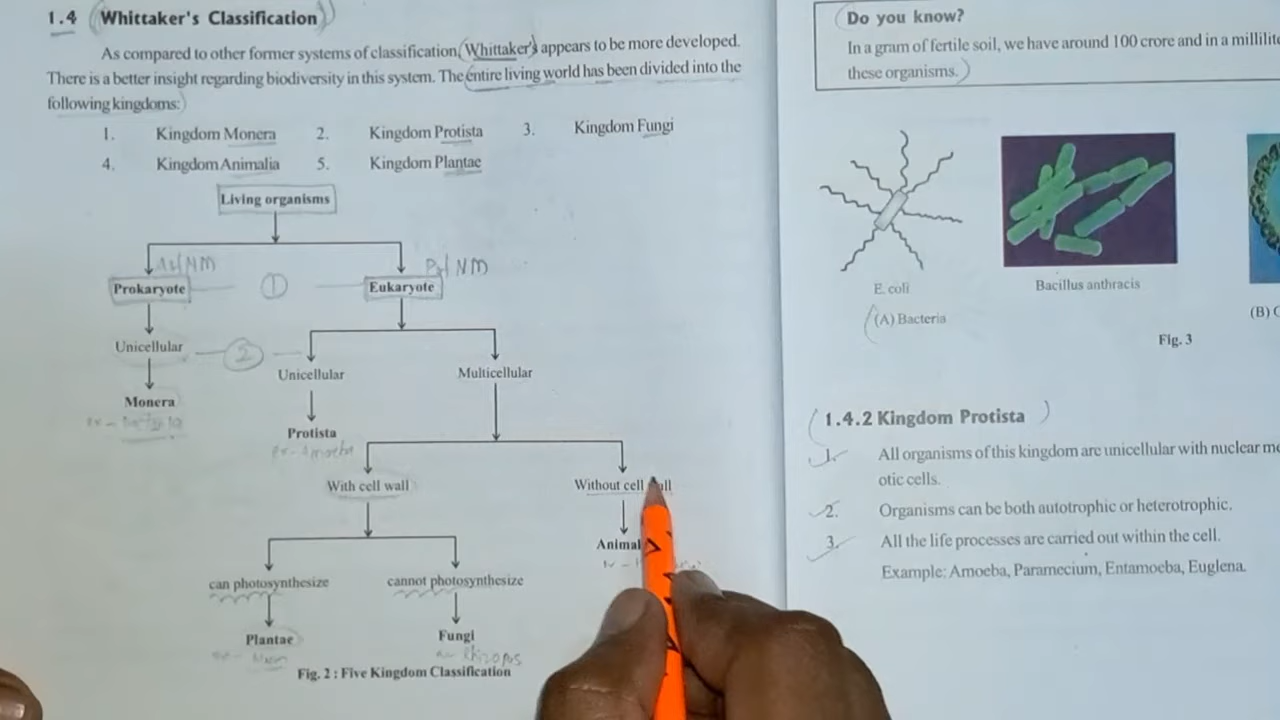 1.4 Whittaker's Classification
As compared to other former systems of classification, Whittaker's appears to be more developed.
There is a better insight regarding biodiversity in this system. The entire living world has been divided into the
following kingdoms:
1. Kingdom Monera 2. Kingdom Protista 3. Kingdom Fungi
4. Kingdom Animalia 5. Kingdom Plantae
Living organisms
NM
NM
Prokaryote
1
Eukaryote
Unicellular
2
Unicellular
Multicellular
Monera
Protista
ex- Amoeba
With cell wall
Without cell
can photosynthesize
cannot photosynthesize
Plantae
Fungi
Rhizopus
Fig. 2 : Five Kingdom Classification
Do you know?
In a gram of fertile soil, we have around 100 crore and in a
these organisms.
E. coli
Bacillus anthracis
(A) Bacteria
(B)
Fig. 3
1.4.2 Kingdom Protista
1. All organisms of this kingdom are unicellular with nuclear
otic cells.
2. Organisms can be both autotrophic or heterotrophic.
3. All the life processes are carried out within the cell.
Example: Amoeba, Paramecium, Entamoeba, Euglena.